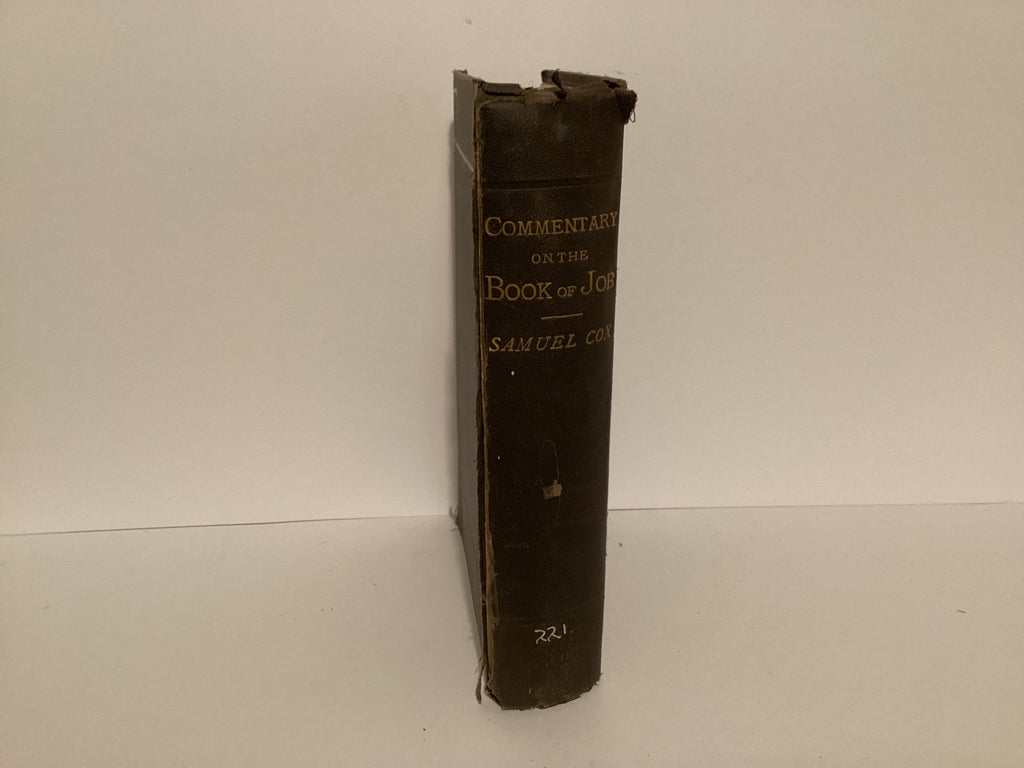 COMMENTARY
ON THE
BOOK OF JOB
SAMUEL COX
221.